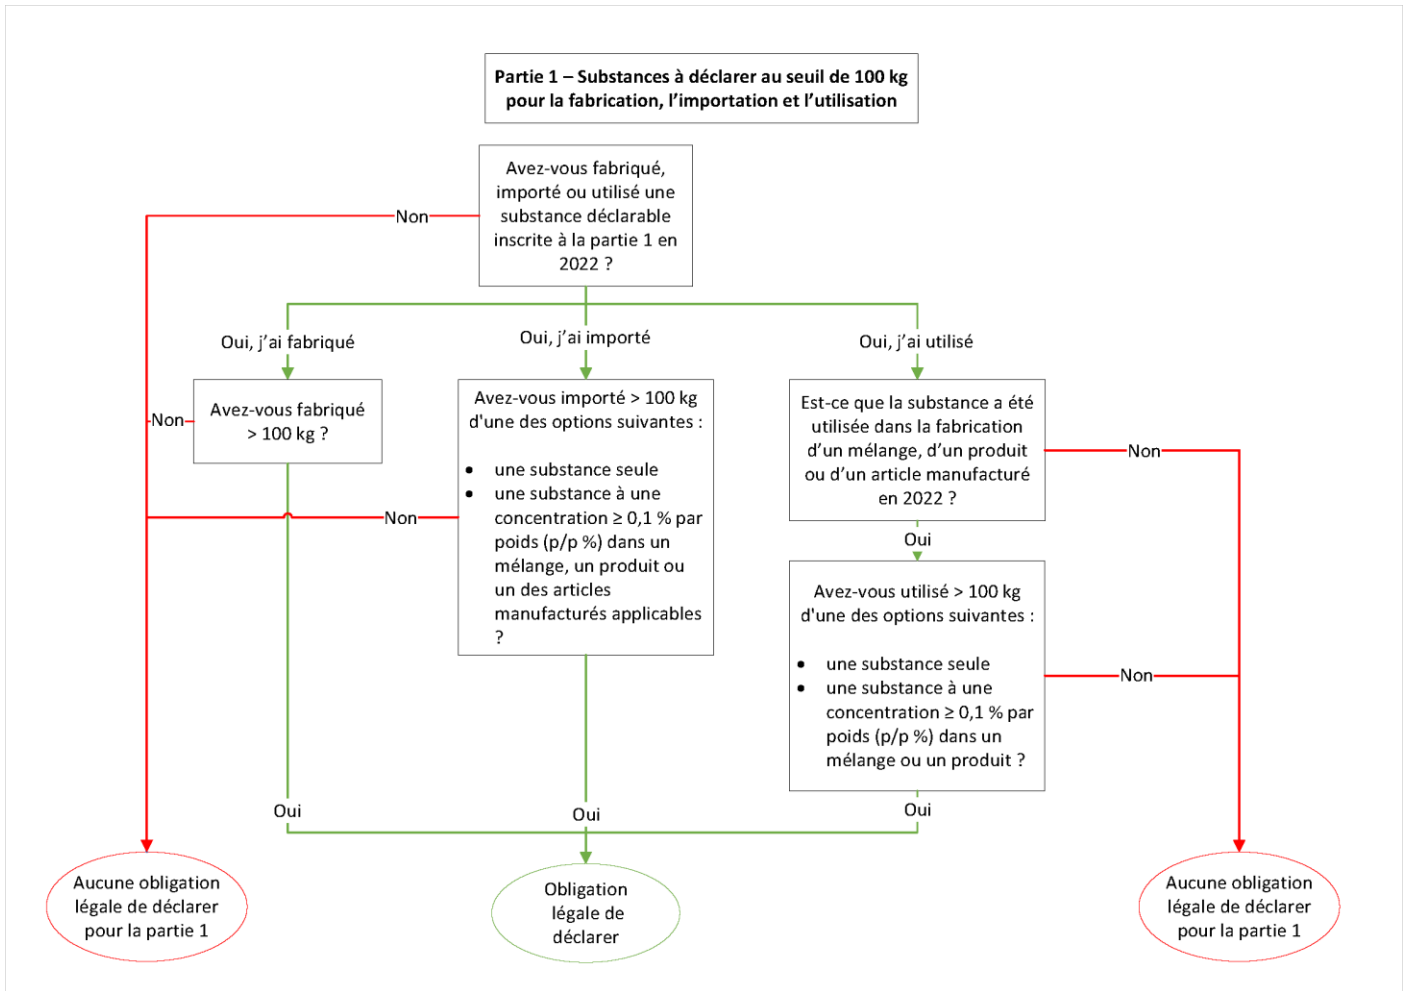 Partie 1 – Substances à déclarer au seuil de 100 kg
pour la fabrication, l’importation et l’utilisation
Avez-vous fabriqué,
importé ou utilisé une
substance déclarable
inscrite à la partie 1 en
2022 ?
Non
Oui, j’ai fabriqué
Oui, j’ai importé
Oui, j’ai utilisé
Avez-vous fabriqué
> 100 kg ?
Non
Avez-vous importé > 100 kg
d'une des options suivantes :
• une substance seule
• une substance à une
concentration ≥ 0,1 % par
poids (p/p %) dans un
mélange, un produit ou
un des articles
manufacturés applicables
?
Non
Est-ce que la substance a été
utilisée dans la fabrication
d’un mélange, d’un produit
ou d’un article manufacturé
en 2022 ?
Non
Oui
Avez-vous utilisé > 100 kg
d'une des options suivantes :
• une substance seule
• une substance à une
concentration ≥ 0,1 % par
poids (p/p %) dans un
mélange ou un produit ?
Non
Oui
Oui
Oui
Aucune obligation
légale de déclarer
pour la partie 1
Obligation
légale de
déclarer
Aucune obligation
légale de déclarer
pour la partie 1